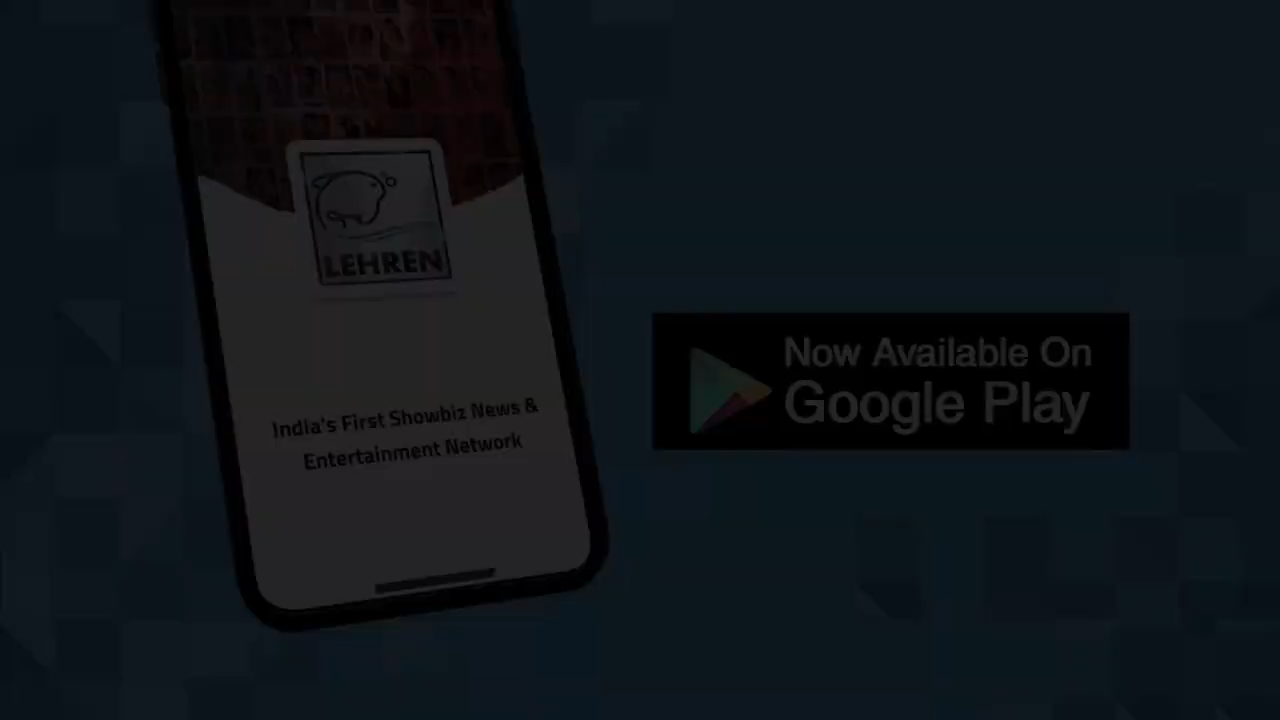 LEHREN
India's First Showbiz News &
Entertainment Network
Now Available On
Google Play